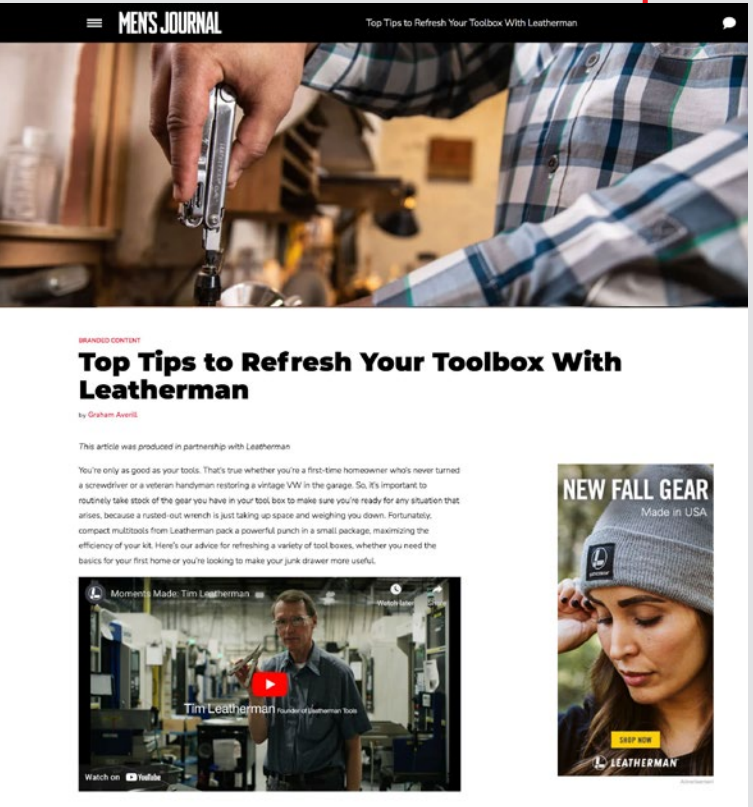 MEN'S JOURNAL
Top Tips to Refresh Your Toolbox With Leatherman
BRANDED CONTENT
Top Tips to Refresh Your Toolbox With
Leatherman
by Graham Averill
This article was produced in partnership with Leatherman
You're only as good as your tools. That's true whether you're a first-time homeowner who's never turned
a screwdriver or a veteran handyman restoring a vintage VW in the garage. So, it's important to
routinely take stock of the gear you have in your tool box to make sure you're ready for any situation that
arises, because a rusted-out wrench is just taking up space and weighing you down. Fortunately,
compact multitools from Leatherman pack a powerful punch in a small package, maximizing the
efficiency of your kit. Here's our advice for refreshing a variety of tool boxes, whether you need the
basics for your first home or you're looking to make your junk drawer more useful.
Moments Made: Tim Leatherman
Watch later
Share
Tim Leatherman Founder of Leatherman Tools
Watch on YouTube
NEW FALL GEAR
Made in USA
SHOP NOW
LEATHERMAN
Advertisement